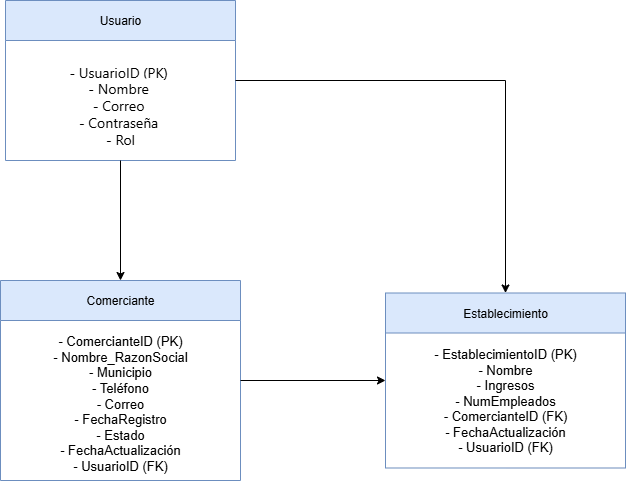 Usuario
- UsuarioID (PK)
- Nombre
- Correo
- Contraseña
- Rol
Comerciante
- ComercianteID (PK)
- Nombre_RazonSocial
- Municipio
- Teléfono
- Correo
- FechaRegistro
- Estado
- FechaActualización
- UsuarioID (FK)
Establecimiento
- EstablecimientoID (PK)
- Nombre
- Ingresos
- NumEmpleados
- ComercianteID (FK)
- FechaActualización
- UsuarioID (FK)